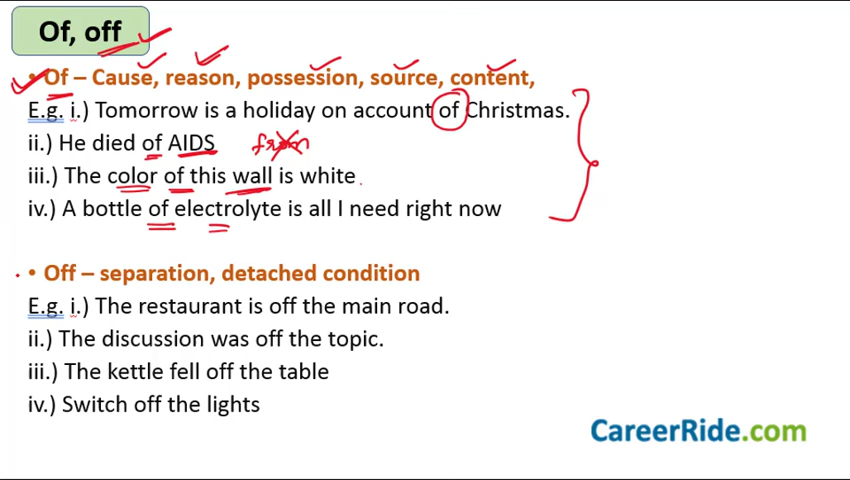 Of, off
• Of – Cause, reason, possession, source, content,
E.g. i.) Tomorrow is a holiday on account of Christmas.
ii.) He died of AIDS from
iii.) The color of this wall is white.
iv.) A bottle of electrolyte is all I need right now
• Off – separation, detached condition
E.g. i.) The restaurant is off the main road.
ii.) The discussion was off the topic.
iii.) The kettle fell off the table
iv.) Switch off the lights
CareerRide.com